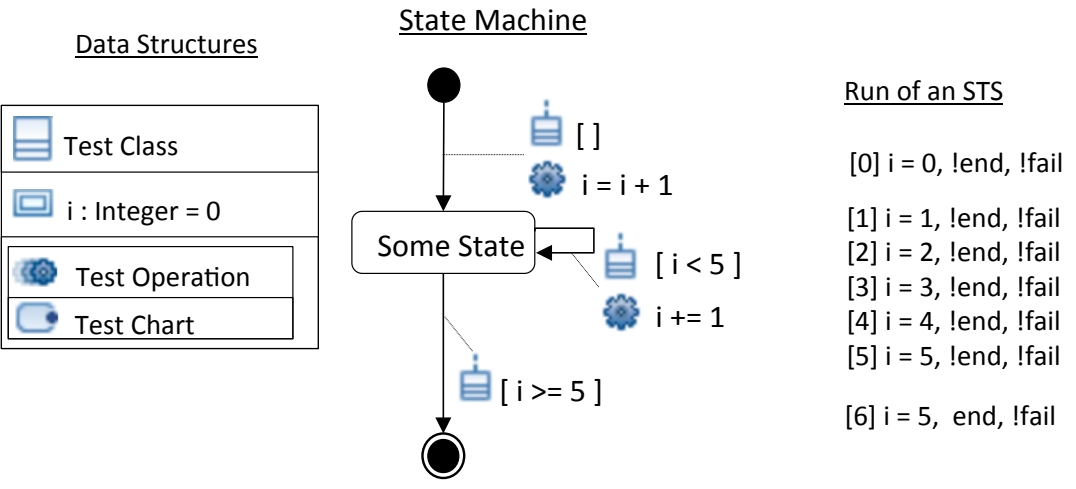 Data Structures
Test Class
i : Integer = 0
Test Operation
Test Chart
State Machine
[ ]
i = i + 1
Some State
[ i < 5 ]
i += 1
[ i >= 5 ]
Run of an STS
[0] i = 0, !end, !fail
[1] i = 1, !end, !fail
[2] i = 2, !end, !fail
[3] i = 3, !end, !fail
[4] i = 4, !end, !fail
[5] i = 5, !end, !fail
[6] i = 5, end, !fail